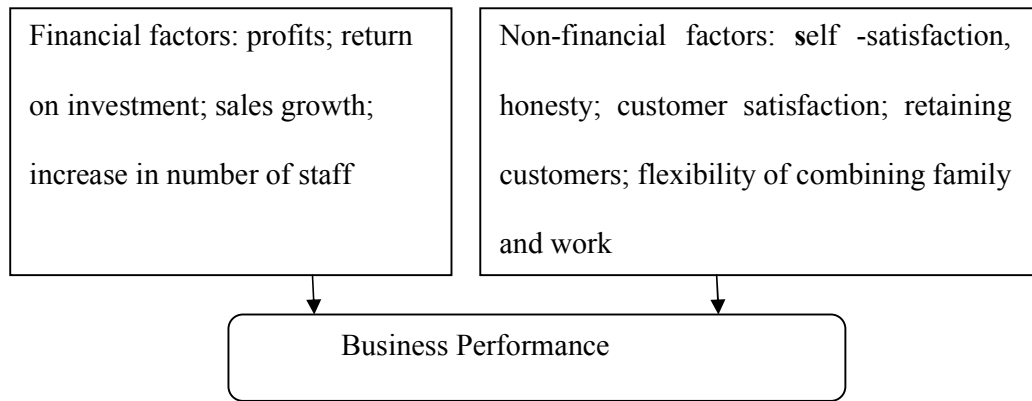 Financial factors: profits; return
on investment; sales growth;
increase in number of staff
Non-financial factors: self -satisfaction,
honesty; customer satisfaction; retaining
customers; flexibility of combining family
and work
Business Performance